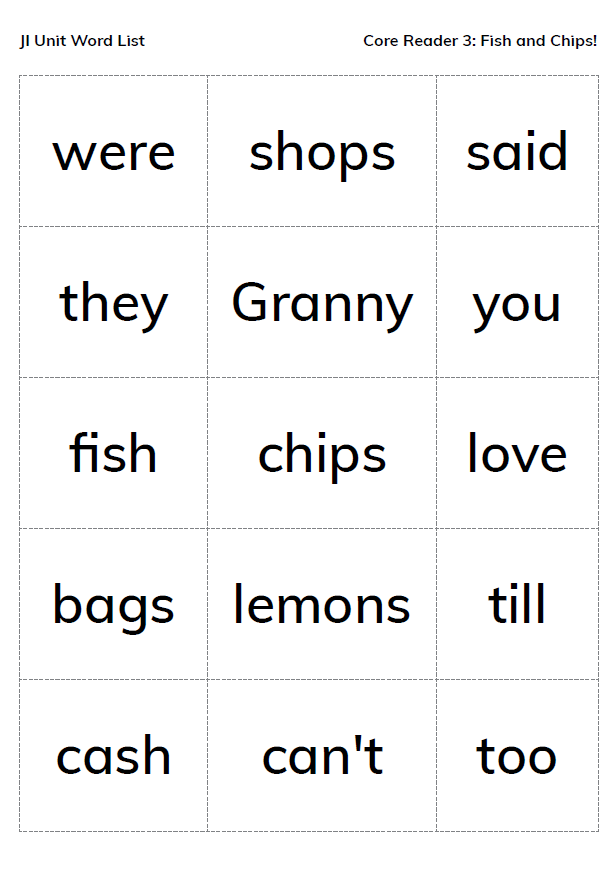 JI Unit Word List Core Reader 3: Fish and Chips!
were shops said
they Granny you
fish chips love
bags lemons till
cash can't too